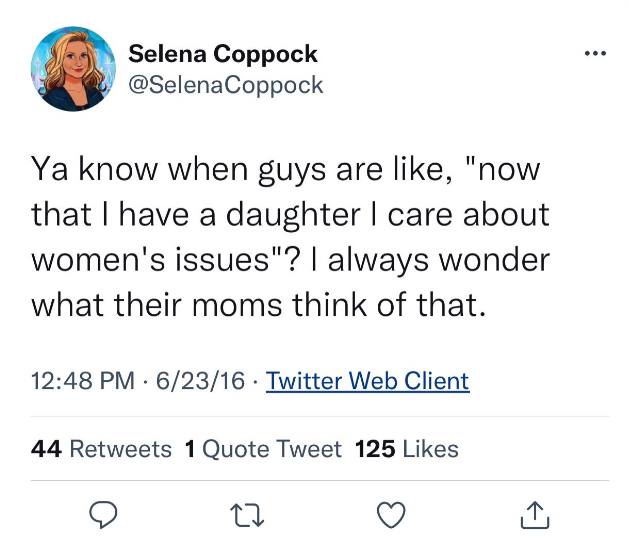 Selena Coppock
@SelenaCoppock
Ya know when guys are like, "now
that I have a daughter I care about
women's issues"? I always wonder
what their moms think of that.
12:48 PM · 6/23/16 · Twitter Web Client
44 Retweets 1 Quote Tweet 125 Likes